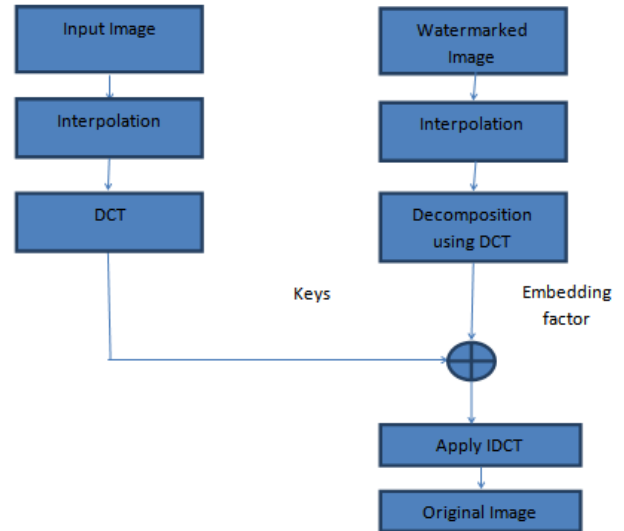 Input Image
Interpolation
DCT
Watermarked
Image
Interpolation
Decomposition
using DCT
Keys
Embedding
factor
Apply IDCT
Original Image